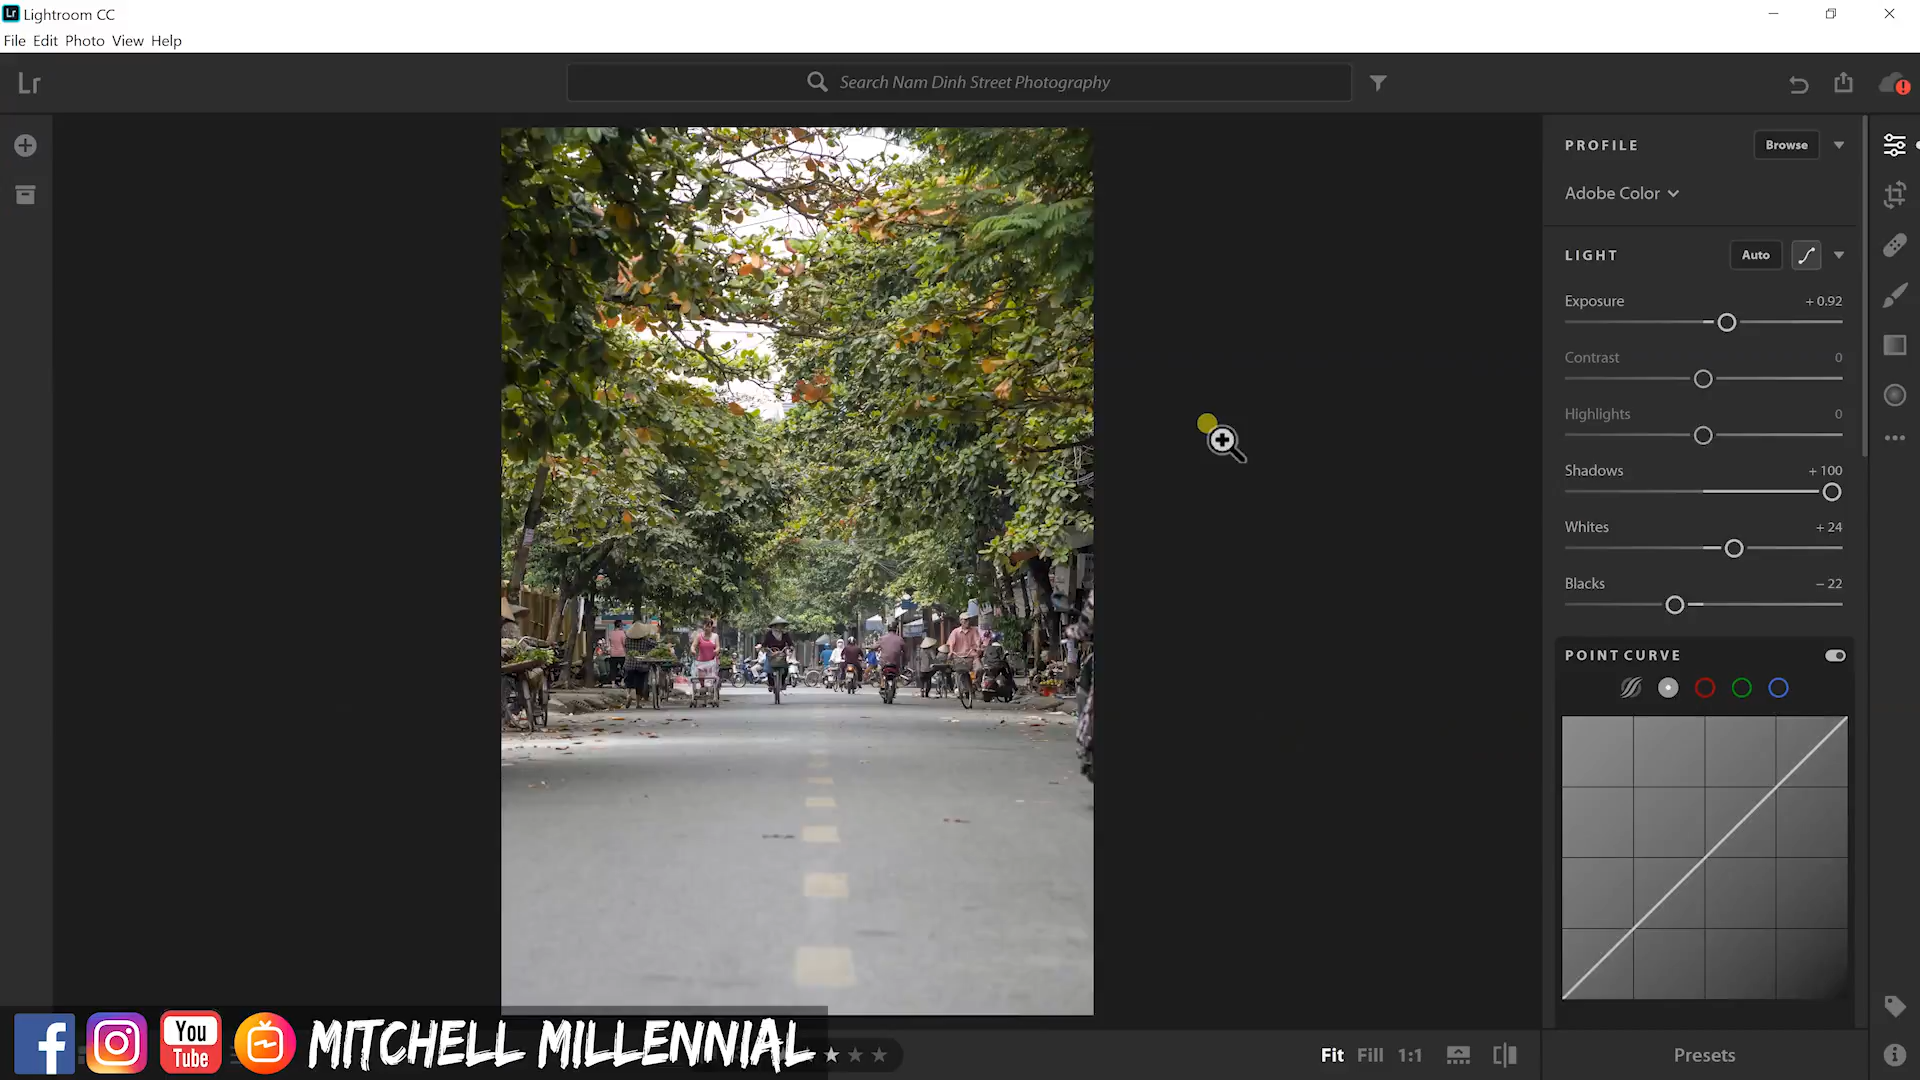 Lr Lightroom CC
File Edit Photo View Help
Lr
Search Nam Dinh Street Photography
PROFILE Browse
Adobe Color
LIGHT Auto
Exposure + 0.92
Contrast 0
Highlights 0
Shadows + 100
Whites + 24
Blacks – 22
POINT CURVE
You
Tube
MITCHELL MILLENNIAL
Fit Fill 1:1
Presets